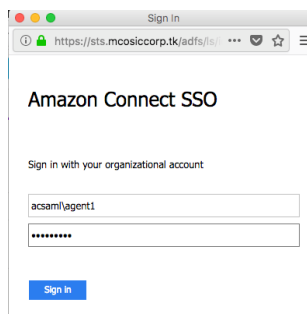 Sign In
https://sts.mcosiccorp.tk/adfs/ls/
Amazon Connect SSO
Sign in with your organizational account
acsaml\agent1
•••••••••
Sign in